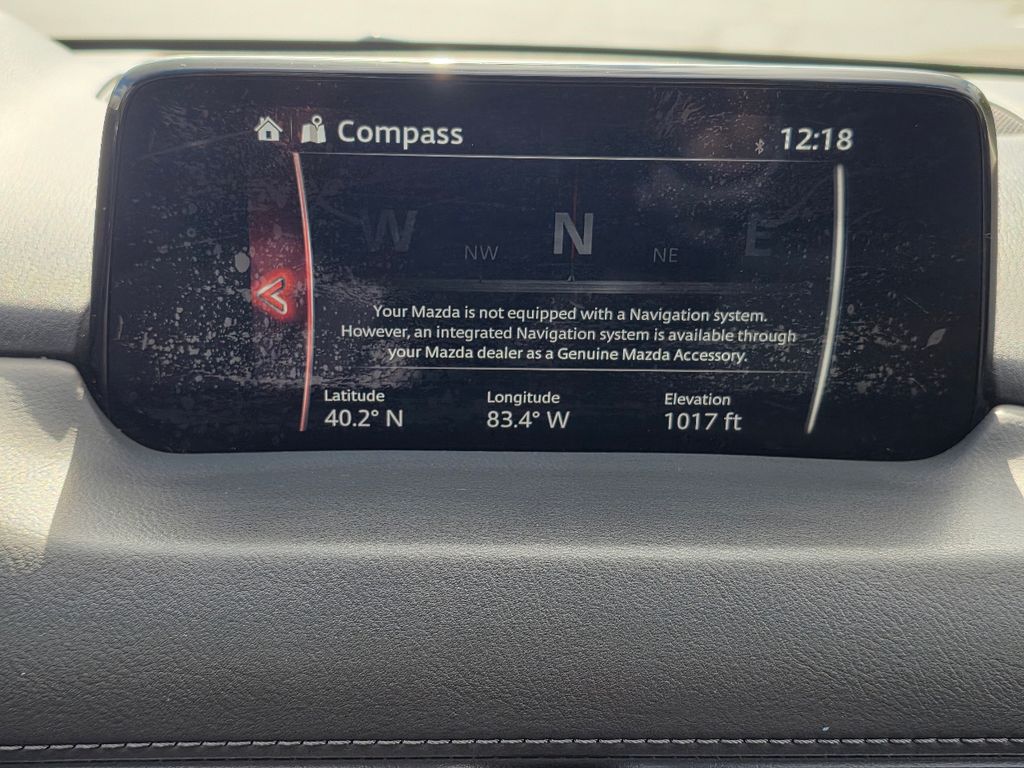 Compass
12:18
W NW N NE E
Your Mazda is not equipped with a Navigation system.
However, an integrated Navigation system is available through
your Mazda dealer as a Genuine Mazda Accessory.
Latitude Longitude Elevation
40.2° N 83.4° W 1017 ft